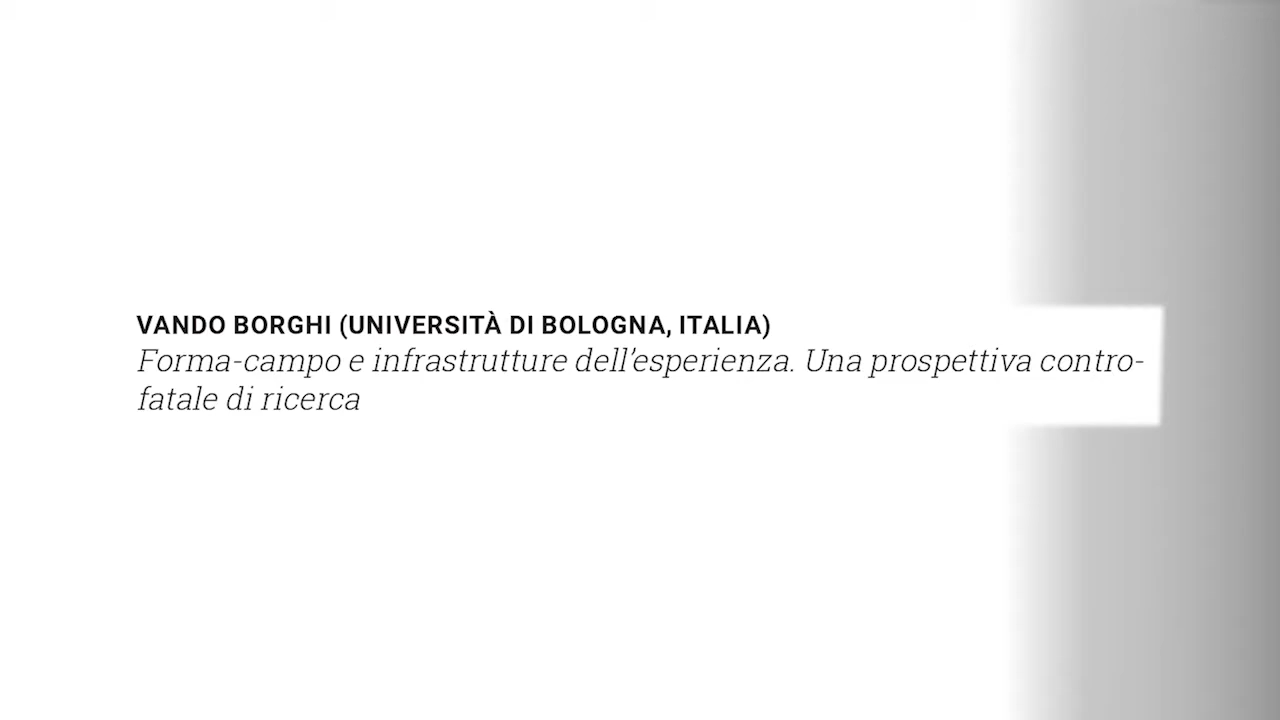 VANDO BORGHI (UNIVERSITÀ DI BOLOGNA, ITALIA)
Forma-campo e infrastrutture dell’esperienza. Una prospettiva contro-
fatale di ricerca